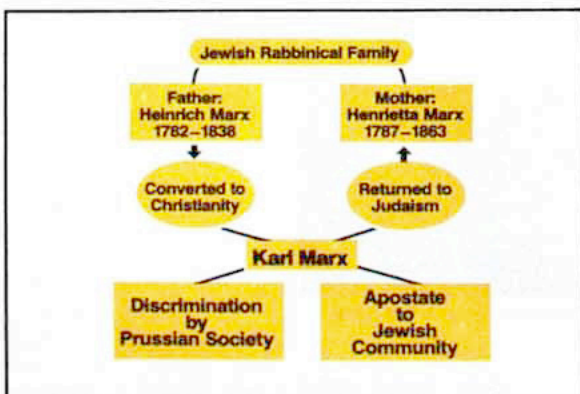 Jewish Rabbinical Family
Father:
Heinrich Marx
1782–1838
Mother:
Henrietta Marx
1787–1863
Converted to
Christianity
Returned to
Judaism
Karl Marx
Discrimination
by
Prussian Society
Apostate
to
Jewish
Community